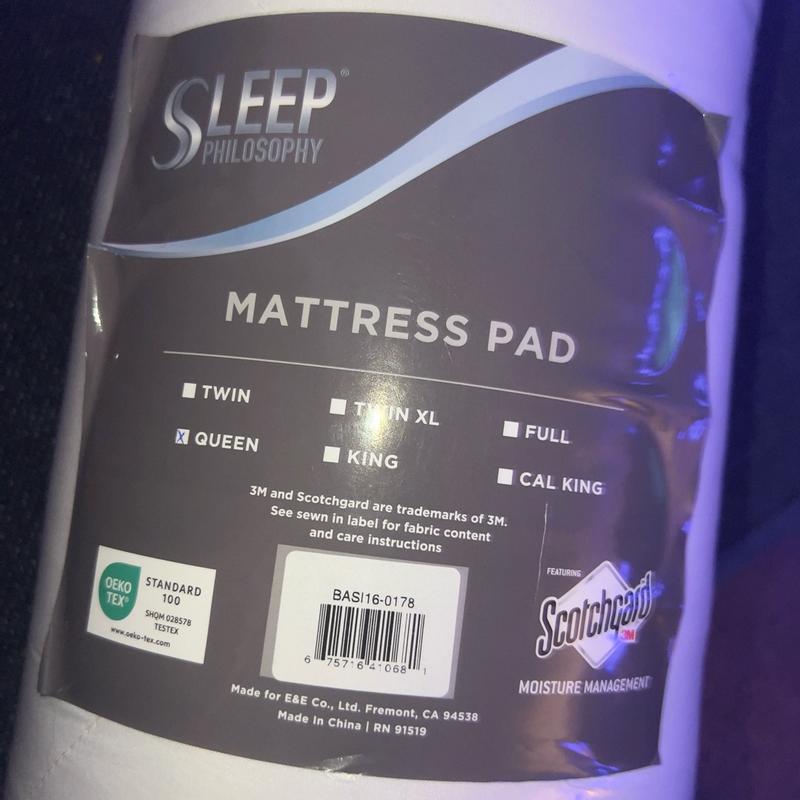 SLEEP®
PHILOSOPHY
MATTRESS PAD
TWIN
TWIN XL
FULL
X QUEEN
KING
CAL KING
3M and Scotchgard are trademarks of 3M.
See sewn in label for fabric content
and care instructions
OEKO
TEX®
STANDARD
100
SHQM 028578
TESTEX
www.oeko-tex.com
BASI16-0178
6 75716 41068 1
FEATURING
Scotchgard
3M
MOISTURE MANAGEMENT
Made for E&E Co., Ltd. Fremont, CA 94538
Made In China | RN 91519